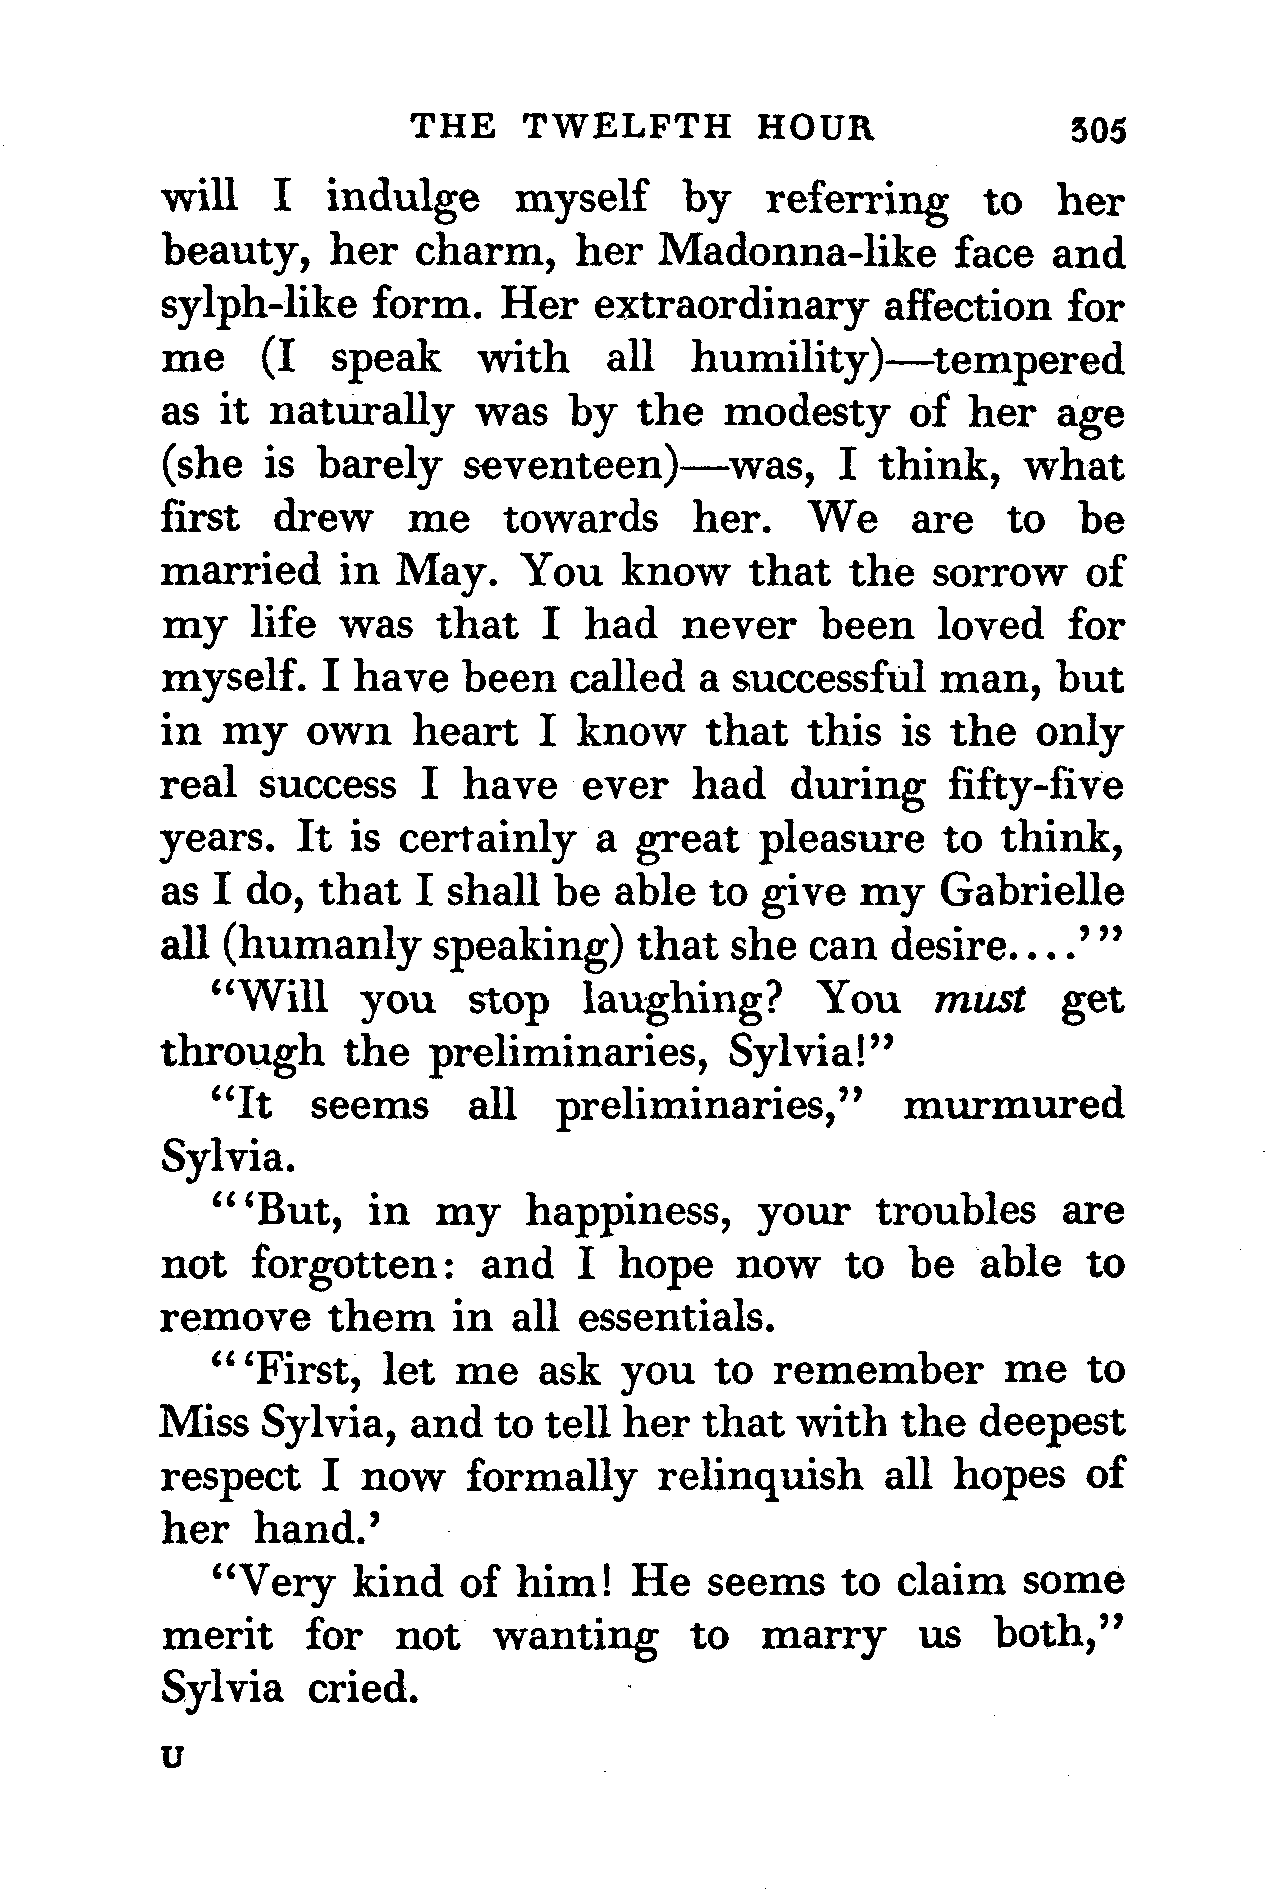 THE TWELFTH HOUR 305
will I indulge myself by referring to her
beauty, her charm, her Madonna-like face and
sylph-like form. Her extraordinary affection for
me (I speak with all humility)—tempered
as it naturally was by the modesty of her age
(she is barely seventeen)—was, I think, what
first drew me towards her. We are to be
married in May. You know that the sorrow of
my life was that I had never been loved for
myself. I have been called a successful man, but
in my own heart I know that this is the only
real success I have ever had during fifty-five
years. It is certainly a great pleasure to think,
as I do, that I shall be able to give my Gabrielle
all (humanly speaking) that she can desire. . . .’ ”
“Will you stop laughing? You must get
through the preliminaries, Sylvia!”
“It seems all preliminaries,” murmured
Sylvia.
“ ‘But, in my happiness, your troubles are
not forgotten: and I hope now to be able to
remove them in all essentials.
“ ‘First, let me ask you to remember me to
Miss Sylvia, and to tell her that with the deepest
respect I now formally relinquish all hopes of
her hand.’
“Very kind of him! He seems to claim some
merit for not wanting to marry us both,”
Sylvia cried.
U